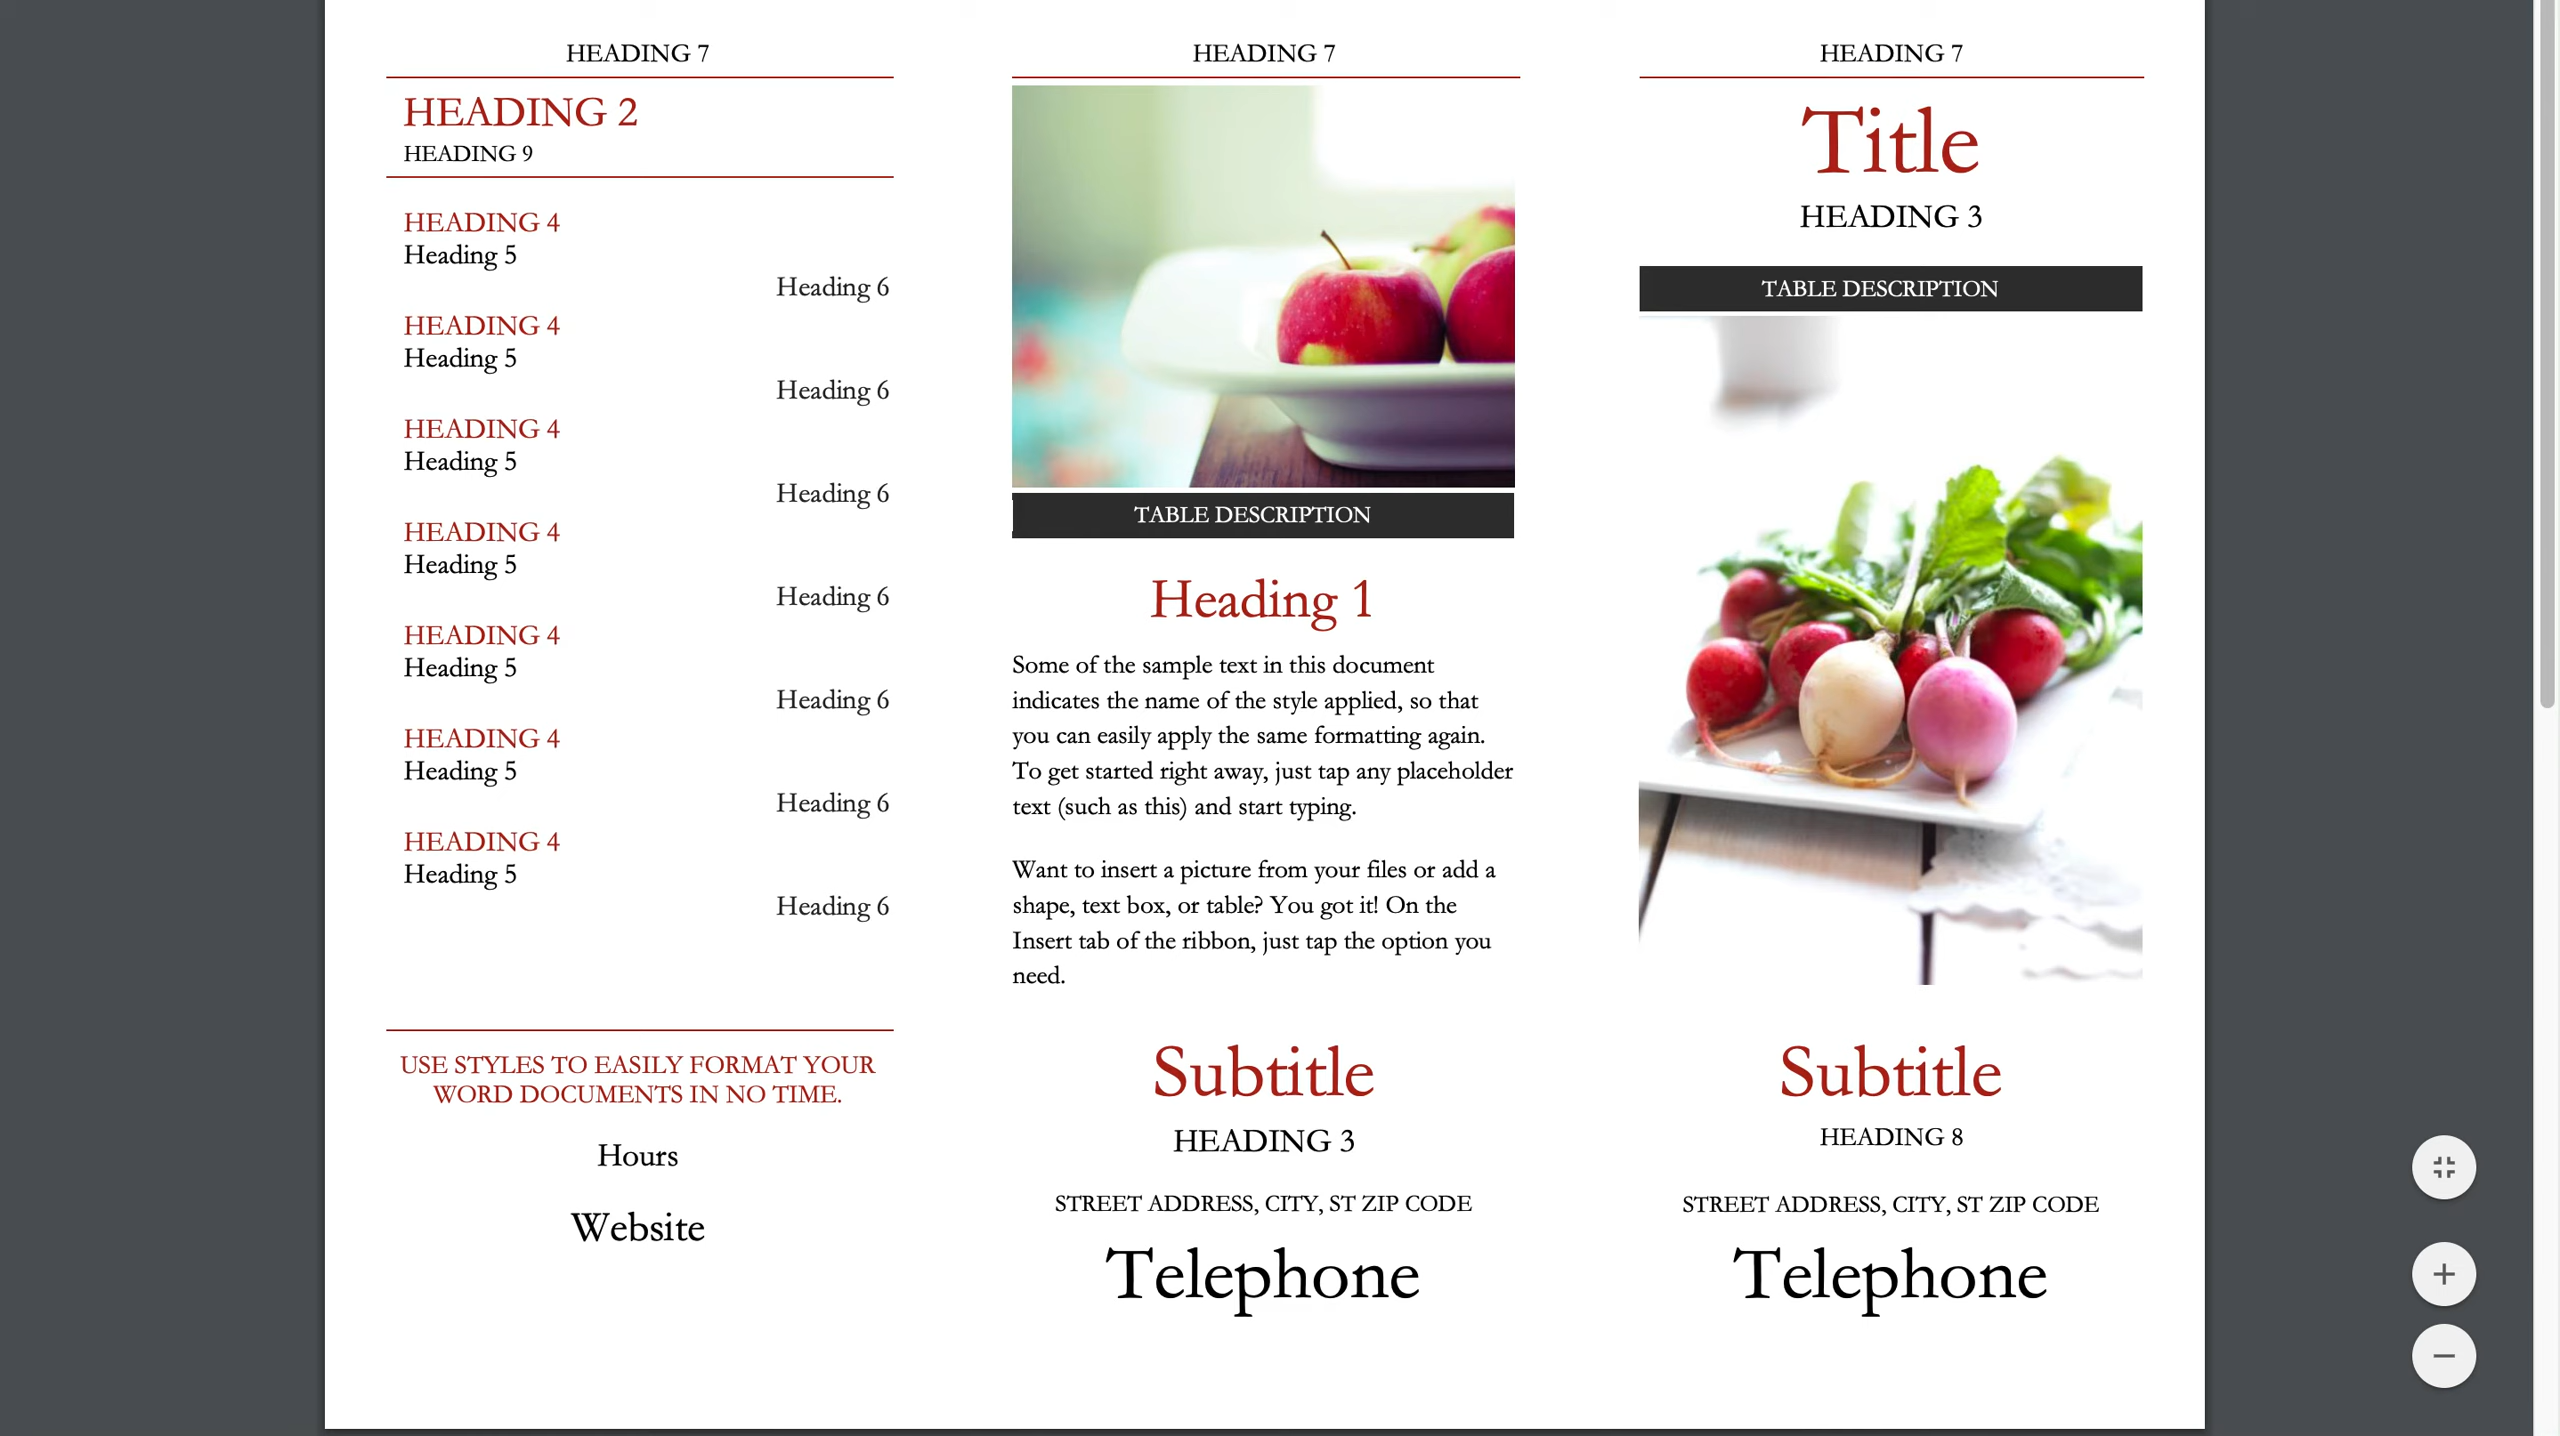 HEADING 7
HEADING 2
HEADING 9
HEADING 4
Heading 5
Heading 6
HEADING 4
Heading 5
Heading 6
HEADING 4
Heading 5
Heading 6
HEADING 4
Heading 5
Heading 6
HEADING 4
Heading 5
Heading 6
HEADING 4
Heading 5
Heading 6
HEADING 4
Heading 5
Heading 6
USE STYLES TO EASILY FORMAT YOUR
WORD DOCUMENTS IN NO TIME.
Hours
Website
HEADING 7
TABLE DESCRIPTION
Heading 1
Some of the sample text in this document
indicates the name of the style applied, so that
you can easily apply the same formatting again.
To get started right away, just tap any placeholder
text (such as this) and start typing.
Want to insert a picture from your files or add a
shape, text box, or table? You got it! On the
Insert tab of the ribbon, just tap the option you
need.
Subtitle
HEADING 3
STREET ADDRESS, CITY, ST ZIP CODE
Telephone
HEADING 7
Title
HEADING 3
TABLE DESCRIPTION
Subtitle
HEADING 8
STREET ADDRESS, CITY, ST ZIP CODE
Telephone